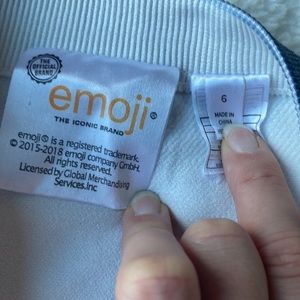 THE OFFICIAL BRAND
emoji®
THE ICONIC BRAND
emoji® is a registered trademark.
© 2015-2018 emoji company GmbH.
All rights reserved.
Licensed by Global Merchandising
Services.Inc
6
MADE IN
CHINA